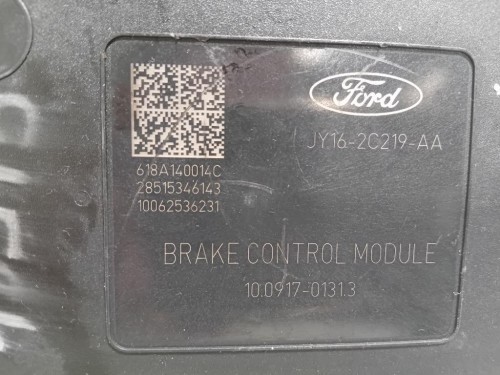 Ford
JY16-2C219-AA
618A140014C
28515346143
10062536231
BRAKE CONTROL MODULE
10.0917-0131.3